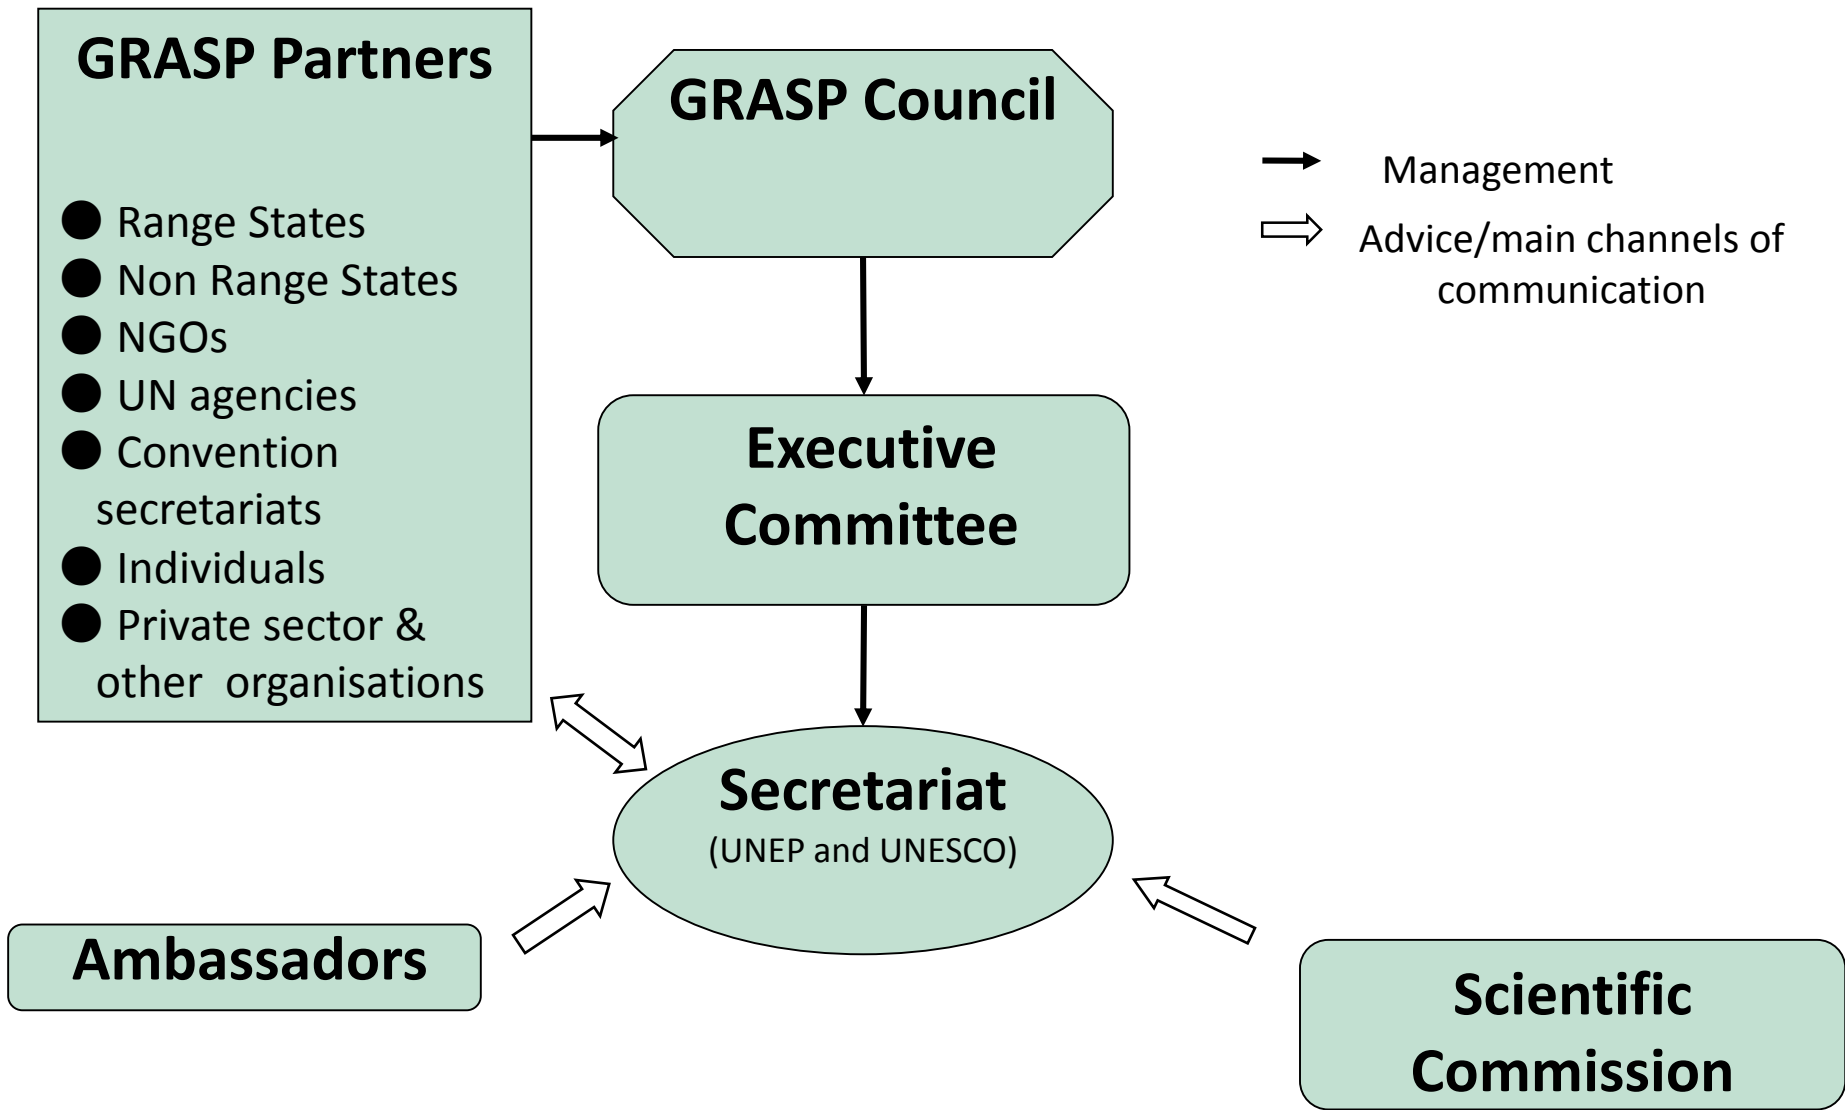 GRASP Partners
● Range States
● Non Range States
● NGOs
● UN agencies
● Convention
secretariats
● Individuals
● Private sector &
other organisations
GRASP Council
Management
Advice/main channels of
communication
Executive
Committee
Secretariat
(UNEP and UNESCO)
Ambassadors
Scientific
Commission